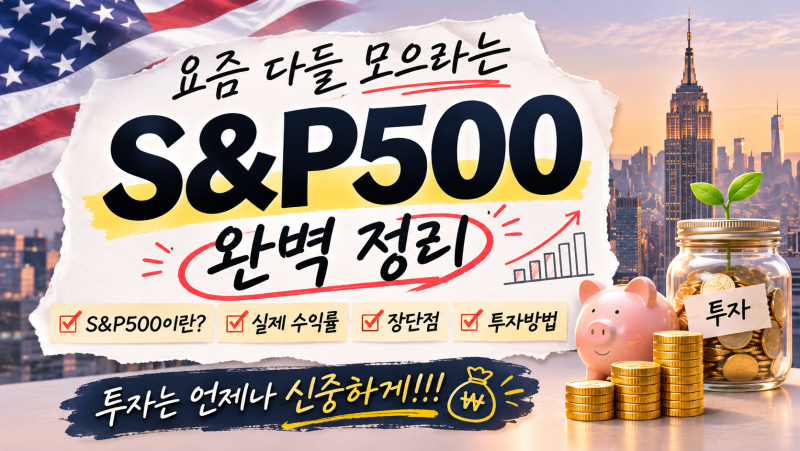 요즘 다들 모으라는
S&P500
완벽 정리
S&P500이란? 실제 수익률 장단점 투자방법
투자는 언제나 신중하게!!!
₩
투자